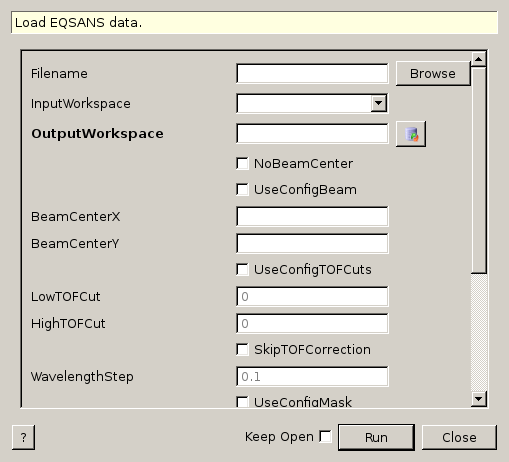 Load EQSANS data.
Filename
Browse
InputWorkspace
OutputWorkspace
NoBeamCenter
UseConfigBeam
BeamCenterX
BeamCenterY
UseConfigTOFCuts
LowTOFCut 0
HighTOFCut 0
SkipTOFCorrection
WavelengthStep 0.1
UseConfigMask
? Keep Open Run Close